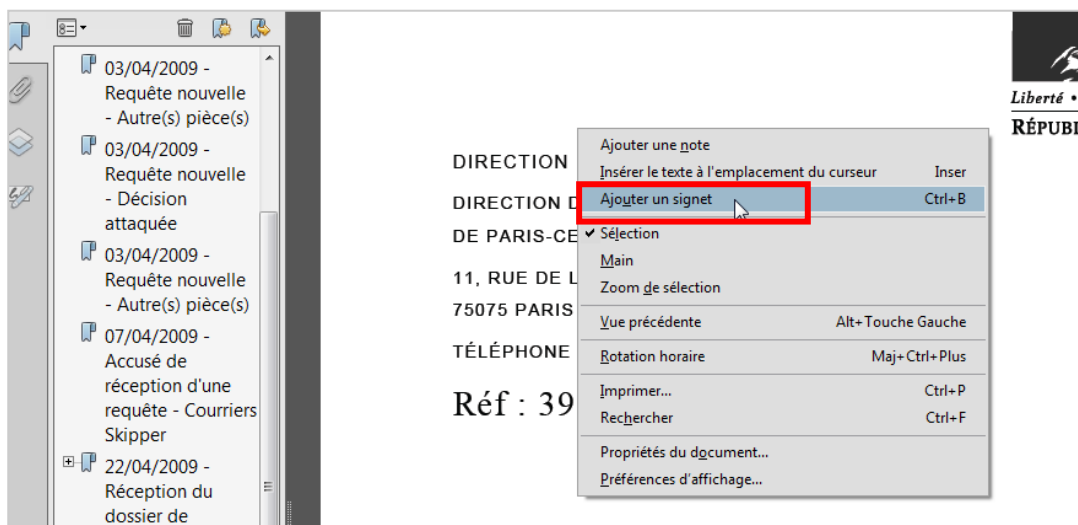 03/04/2009 -
Requête nouvelle
- Autre(s) pièce(s)
03/04/2009 -
Requête nouvelle
- Décision
attaquée
03/04/2009 -
Requête nouvelle
- Autre(s) pièce(s)
07/04/2009 -
Accusé de
réception d'une
requête - Courriers
Skipper
22/04/2009 -
Réception du
dossier de
Liberté •
RÉPUBI
DIRECTION
DIRECTION D
DE PARIS-CE
11, RUE DE L
75075 PARIS
TÉLÉPHONE
Réf : 39
Ajouter une note
Insérer le texte à l'emplacement du curseur Inser
Ajouter un signet Ctrl+B
Sélection
Main
Zoom de sélection
Vue précédente Alt+Touche Gauche
Rotation horaire Maj+Ctrl+Plus
Imprimer... Ctrl+P
Rechercher Ctrl+F
Propriétés du document...
Préférences d'affichage...